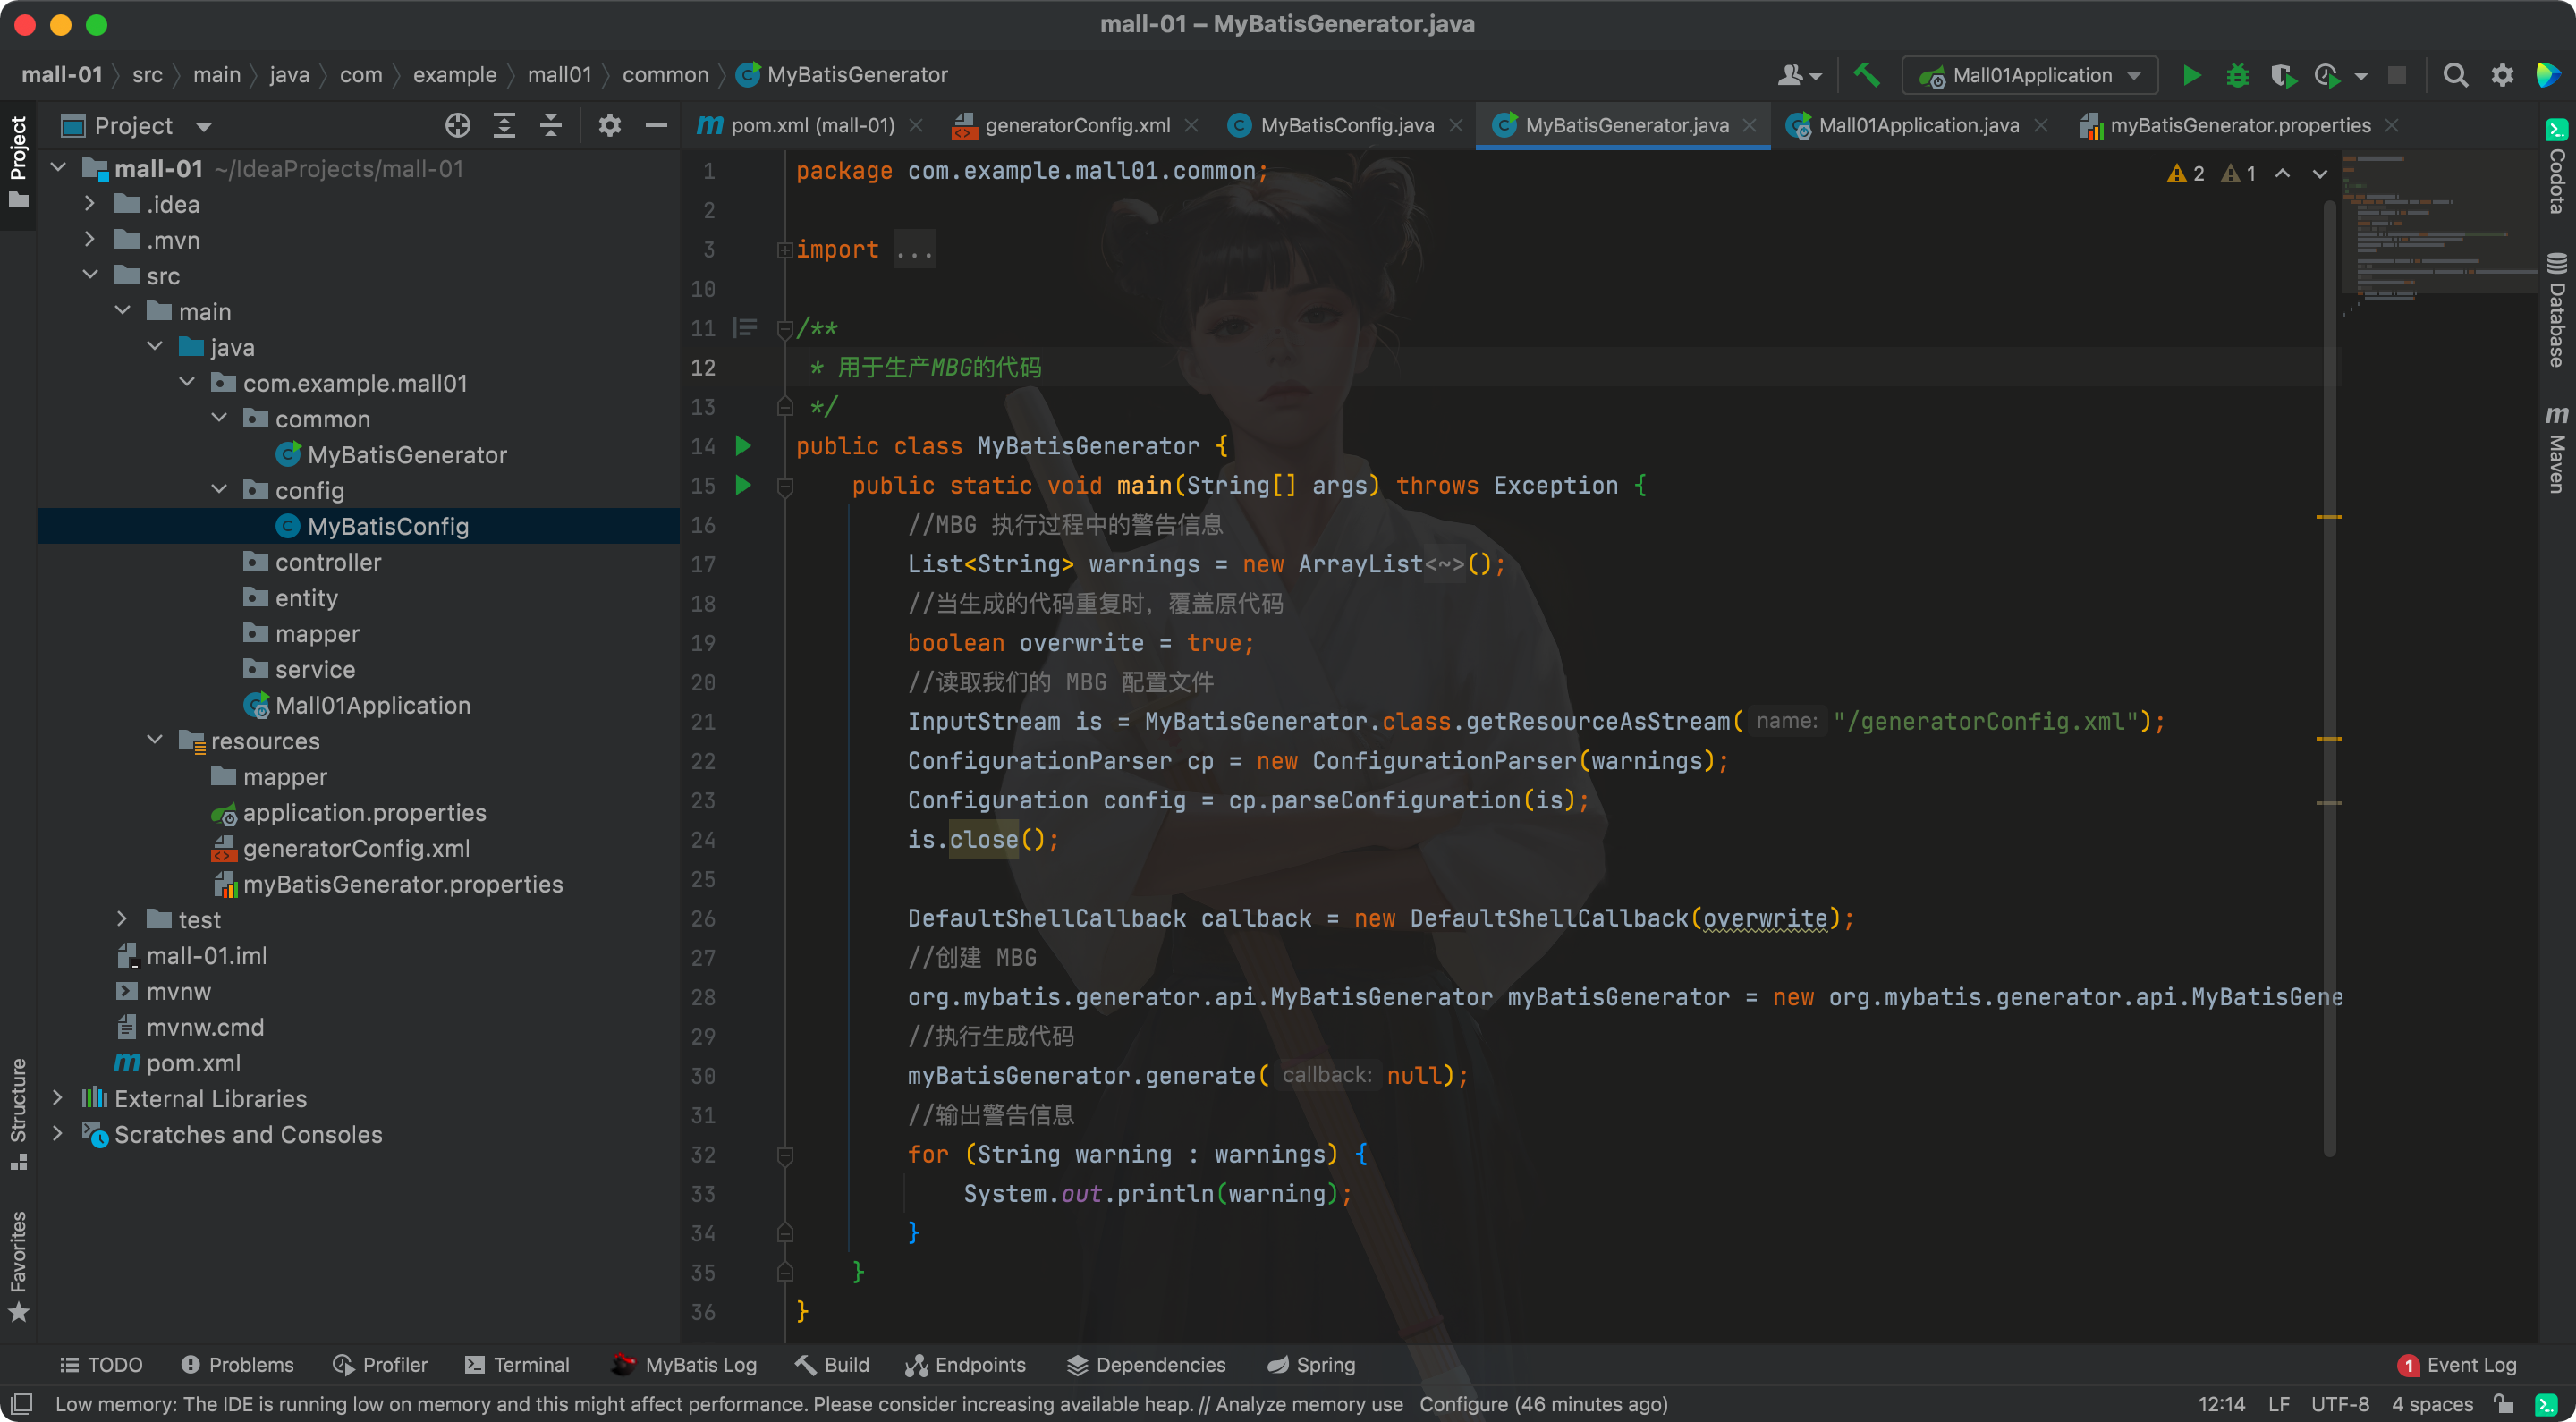 mall-01 – MyBatisGenerator.java
mall-01 src main java com example mall01 common MyBatisGenerator
Mall01Application
Project
pom.xml (mall-01) generatorConfig.xml MyBatisConfig.java MyBatisGenerator.java Mall01Application.java myBatisGenerator.properties
Project
Structure
Favorites
mall-01 ~/IdeaProjects/mall-01
.idea
.mvn
src
main
java
com.example.mall01
common
MyBatisGenerator
config
MyBatisConfig
controller
entity
mapper
service
Mall01Application
resources
mapper
application.properties
generatorConfig.xml
myBatisGenerator.properties
test
mall-01.iml
mvnw
mvnw.cmd
pom.xml
External Libraries
Scratches and Consoles
2 1
1 package com.example.mall01.common;
2
3 import ...
10
11 /**
12 * 用于生产MBG的代码
13 */
14 public class MyBatisGenerator {
15 public static void main(String[] args) throws Exception {
16 //MBG 执行过程中的警告信息
17 List<String> warnings = new ArrayList<~>();
18 //当生成的代码重复时，覆盖原代码
19 boolean overwrite = true;
20 //读取我们的 MBG 配置文件
21 InputStream is = MyBatisGenerator.class.getResourceAsStream( name: "/generatorConfig.xml");
22 ConfigurationParser cp = new ConfigurationParser(warnings);
23 Configuration config = cp.parseConfiguration(is);
24 is.close();
25
26 DefaultShellCallback callback = new DefaultShellCallback(overwrite);
27 //创建 MBG
28 org.mybatis.generator.api.MyBatisGenerator myBatisGenerator = new org.mybatis.generator.api.MyBatisGene
29 //执行生成代码
30 myBatisGenerator.generate( callback: null);
31 //输出警告信息
32 for (String warning : warnings) {
33 System.out.println(warning);
34 }
35 }
36 }
Codota
Database
Maven
TODO Problems Profiler Terminal MyBatis Log Build Endpoints Dependencies Spring 1 Event Log
Low memory: The IDE is running low on memory and this might affect performance. Please consider increasing available heap. // Analyze memory use Configure (46 minutes ago) 12:14 LF UTF-8 4 spaces